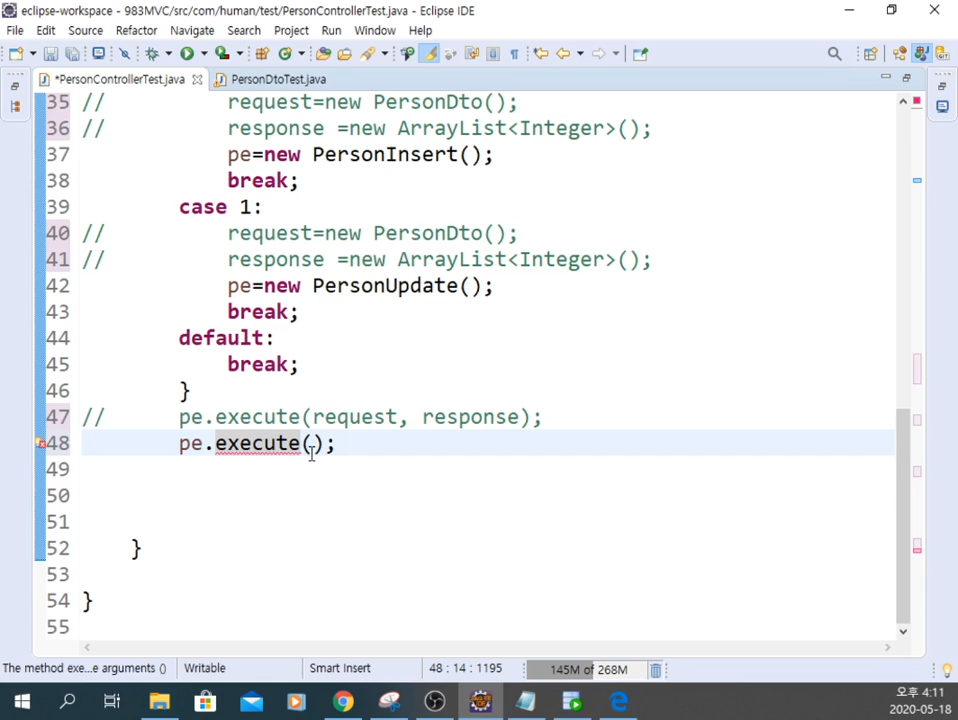 eclipse-workspace - 983MVC/src/com/human/test/PersonControllerTest.java - Eclipse IDE
File Edit Source Refactor Navigate Search Project Run Window Help
*PersonControllerTest.java PersonDtoTest.java
35 // request=new PersonDto();
36 // response =new ArrayList<Integer>();
37 pe=new PersonInsert();
38 break;
39 case 1:
40 // request=new PersonDto();
41 // response =new ArrayList<Integer>();
42 pe=new PersonUpdate();
43 break;
44 default:
45 break;
46 }
47 // pe.execute(request, response);
48 pe.execute();
49
50
51
52 }
53
54 }
55
The method exe...e arguments () Writable Smart Insert 48 : 14 : 1195 145M of 268M
오후 4:11
2020-05-18